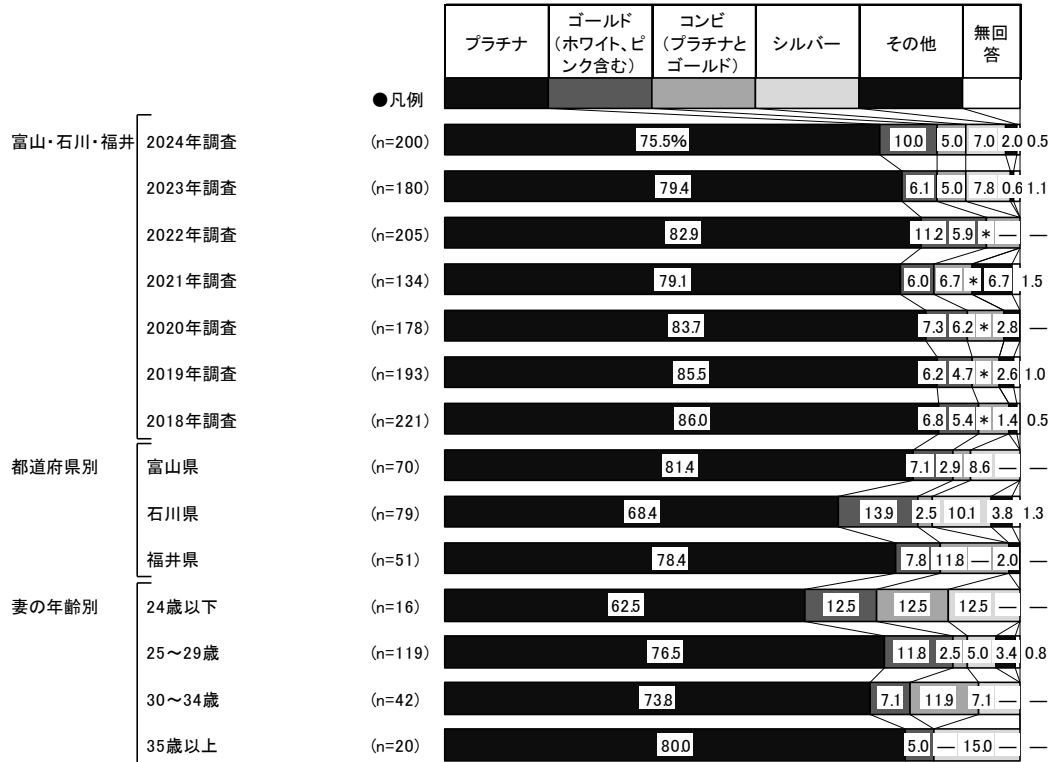 プラチナ ゴールド(ホワイト、ピンク含む) コンビ(プラチナとゴールド) シルバー その他 無回答
●凡例
富山・石川・福井 2024年調査 (n=200) 75.5% 10.0 5.0 7.0 2.0 0.5
2023年調査 (n=180) 79.4 6.1 5.0 7.8 0.6 1.1
2022年調査 (n=205) 82.9 11.2 5.9 * — —
2021年調査 (n=134) 79.1 6.0 6.7 * 6.7 1.5
2020年調査 (n=178) 83.7 7.3 6.2 * 2.8 —
2019年調査 (n=193) 85.5 6.2 4.7 * 2.6 1.0
2018年調査 (n=221) 86.0 6.8 5.4 * 1.4 0.5
都道府県別 富山県 (n=70) 81.4 7.1 2.9 8.6 — —
石川県 (n=79) 68.4 13.9 2.5 10.1 3.8 1.3
福井県 (n=51) 78.4 7.8 11.8 — 2.0 —
妻の年齢別 24歳以下 (n=16) 62.5 12.5 12.5 12.5 — —
25～29歳 (n=119) 76.5 11.8 2.5 5.0 3.4 0.8
30～34歳 (n=42) 73.8 7.1 11.9 7.1 — —
35歳以上 (n=20) 80.0 5.0 — 15.0 — —